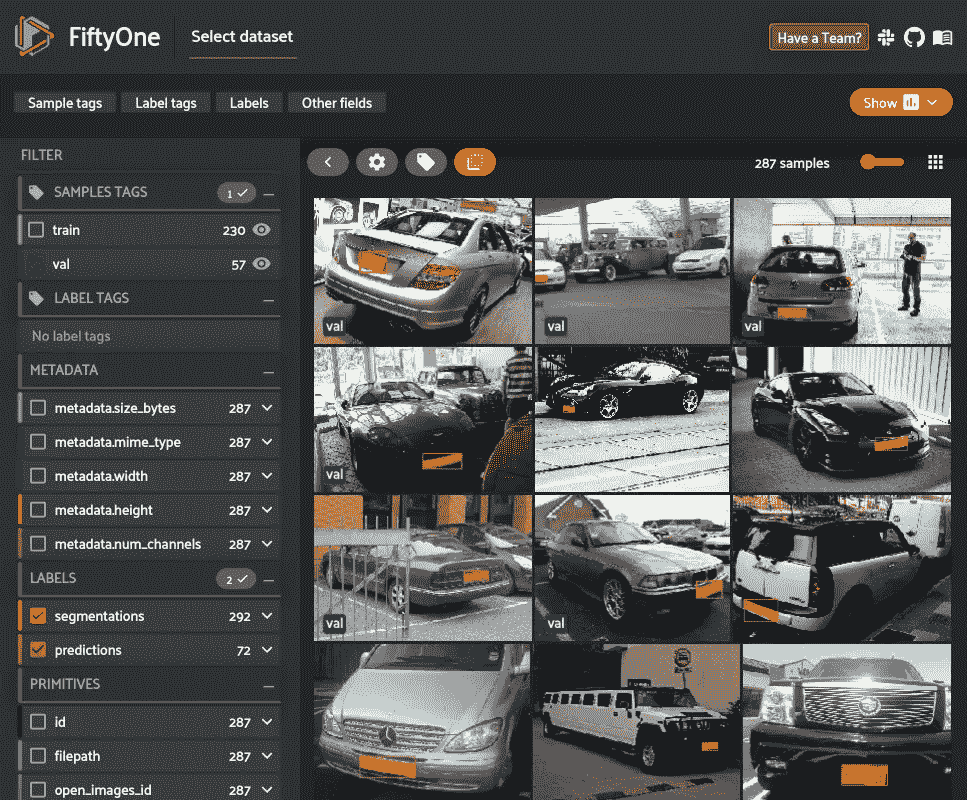 FiftyOne
Select dataset
Have a Team?
Sample tags
Label tags
Labels
Other fields
Show
FILTER
287 samples
SAMPLES TAGS
1
train
230
val
57
LABEL TAGS
No label tags
METADATA
metadata.size_bytes
287
metadata.mime_type
287
metadata.width
287
metadata.height
287
metadata.num_channels
287
LABELS
2
segmentations
292
predictions
72
PRIMITIVES
id
287
filepath
287
open_images_id
287
val
val
val
val
val
val